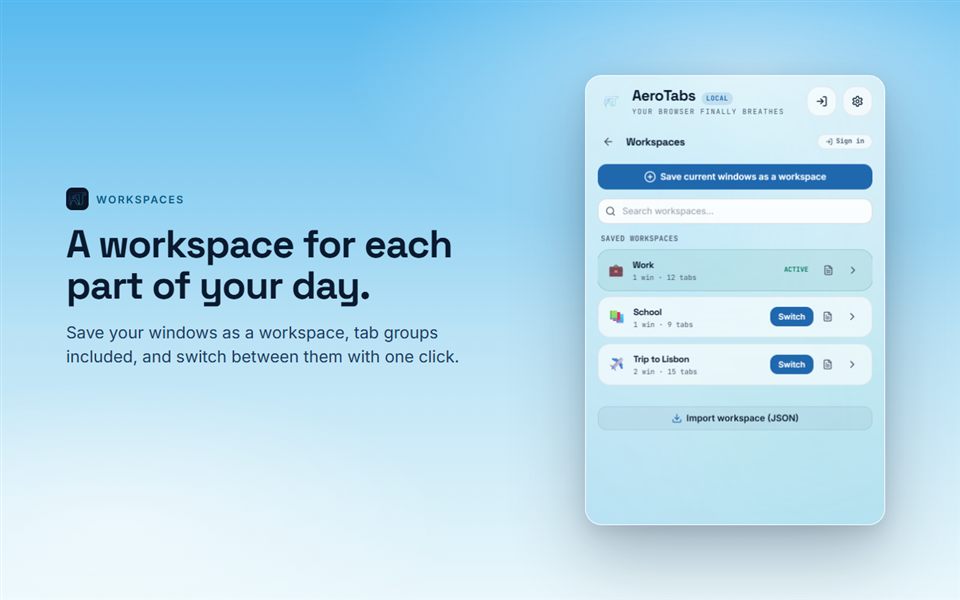 WORKSPACES
A workspace for each
part of your day.
Save your windows as a workspace, tab groups
included, and switch between them with one click.
AeroTabs LOCAL
YOUR BROWSER FINALLY BREATHES
Workspaces
Sign in
Save current windows as a workspace
Search workspaces...
SAVED WORKSPACES
Work
1 win · 12 tabs
ACTIVE
School
1 win · 9 tabs
Switch
Trip to Lisbon
2 win · 15 tabs
Switch
Import workspace (JSON)